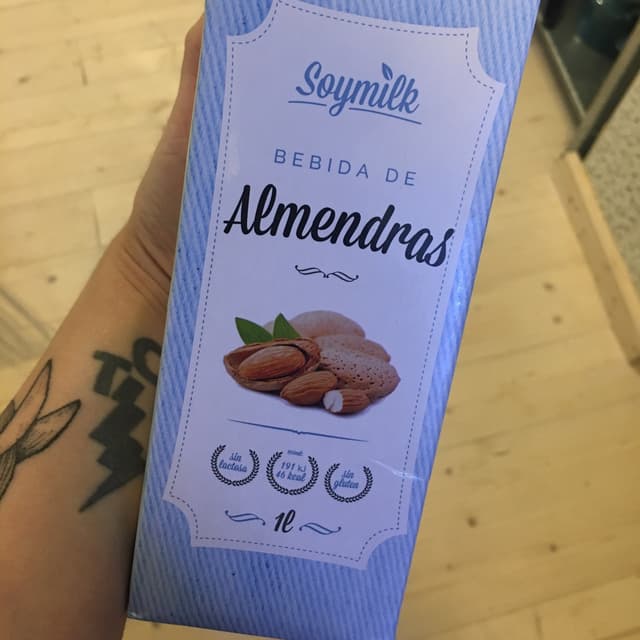 Soymilk
BEBIDA DE
Almendras
sin
lactosa
191 kJ
46 kcal
sin
gluten
1L